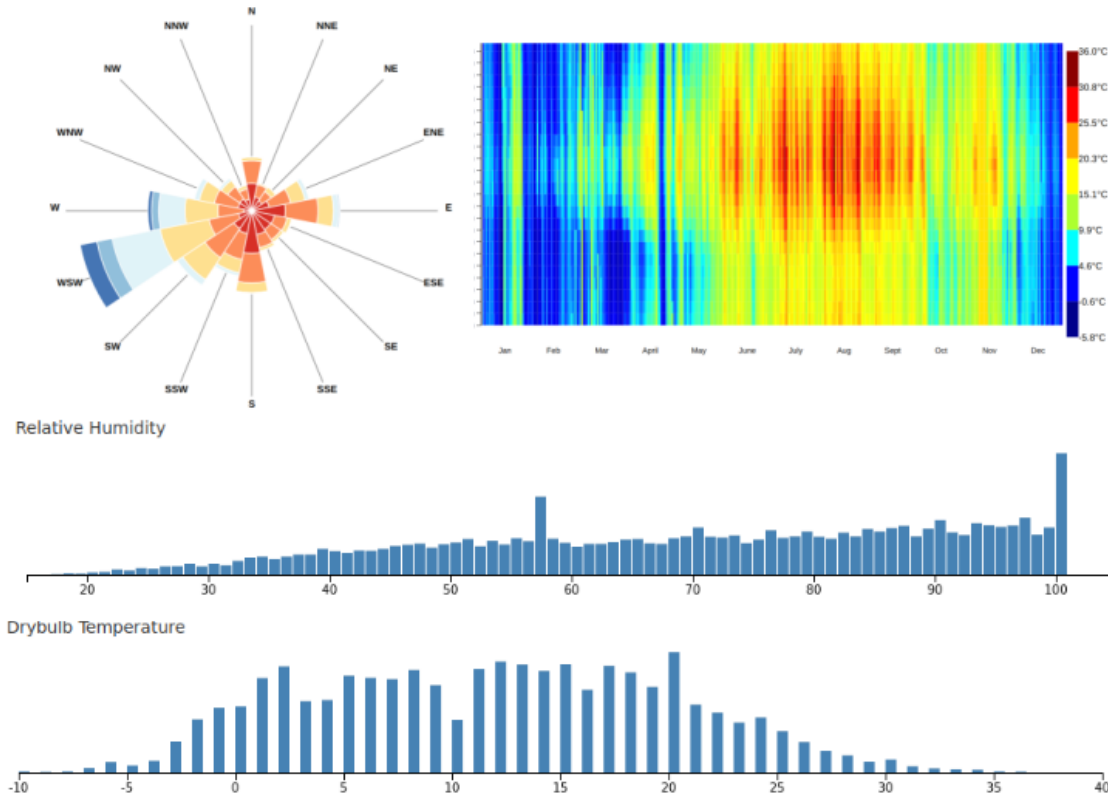 N
NNW
NNE
NW
NE
WNW
ENE
W
E
WSW
ESE
SW
SE
SSW
SSE
S
36.0°C
30.8°C
25.5°C
20.3°C
15.1°C
9.9°C
4.6°C
-0.6°C
-5.8°C
Jan Feb Mar April May June July Aug Sept Oct Nov Dec
Relative Humidity
20 30 40 50 60 70 80 90 100
Drybulb Temperature
-10 -5 0 5 10 15 20 25 30 35 40